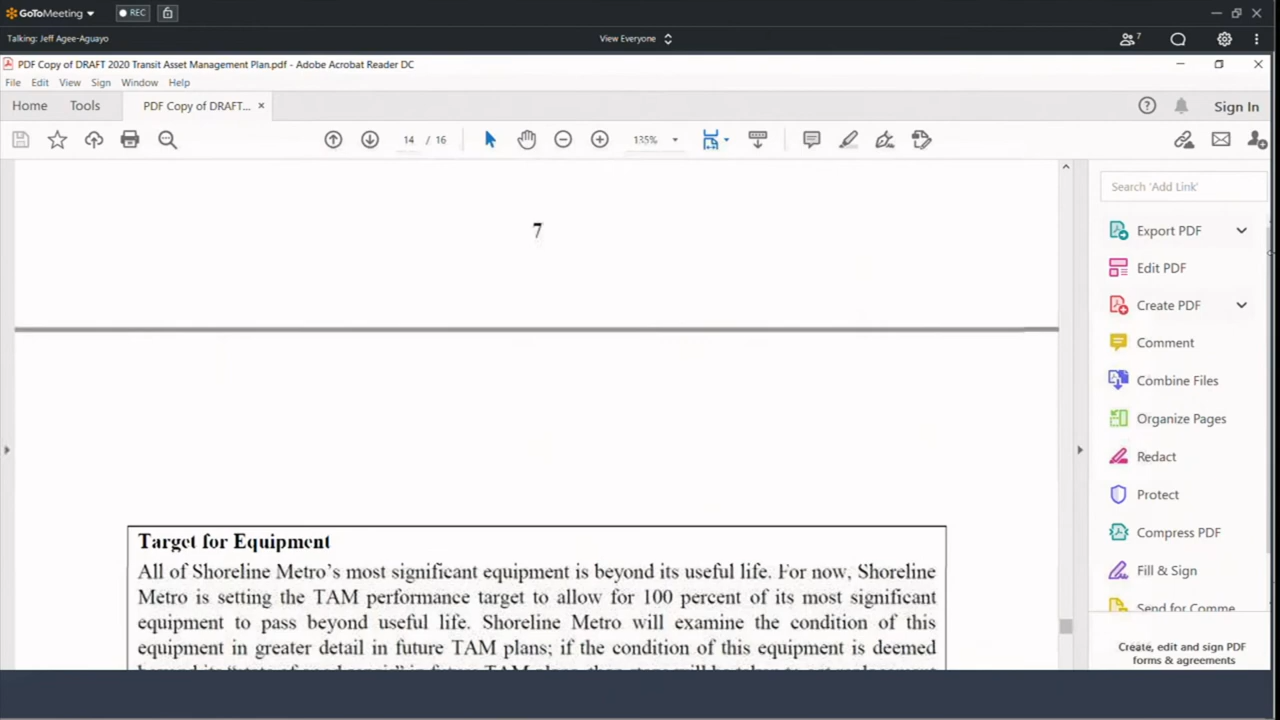 GoToMeeting
REC
Talking: Jeff Agee-Aguayo
View Everyone
7
PDF Copy of DRAFT 2020 Transit Asset Management Plan.pdf - Adobe Acrobat Reader DC
File Edit View Sign Window Help
Home Tools PDF Copy of DRAFT... × Sign In
14 / 16 135%
7
Target for Equipment
All of Shoreline Metro's most significant equipment is beyond its useful life. For now, Shoreline
Metro is setting the TAM performance target to allow for 100 percent of its most significant
equipment to pass beyond useful life. Shoreline Metro will examine the condition of this
equipment in greater detail in future TAM plans; if the condition of this equipment is deemed
Search 'Add Link'
Export PDF
Edit PDF
Create PDF
Comment
Combine Files
Organize Pages
Redact
Protect
Compress PDF
Fill & Sign
Send for Comme
Create, edit and sign PDF
forms & agreements